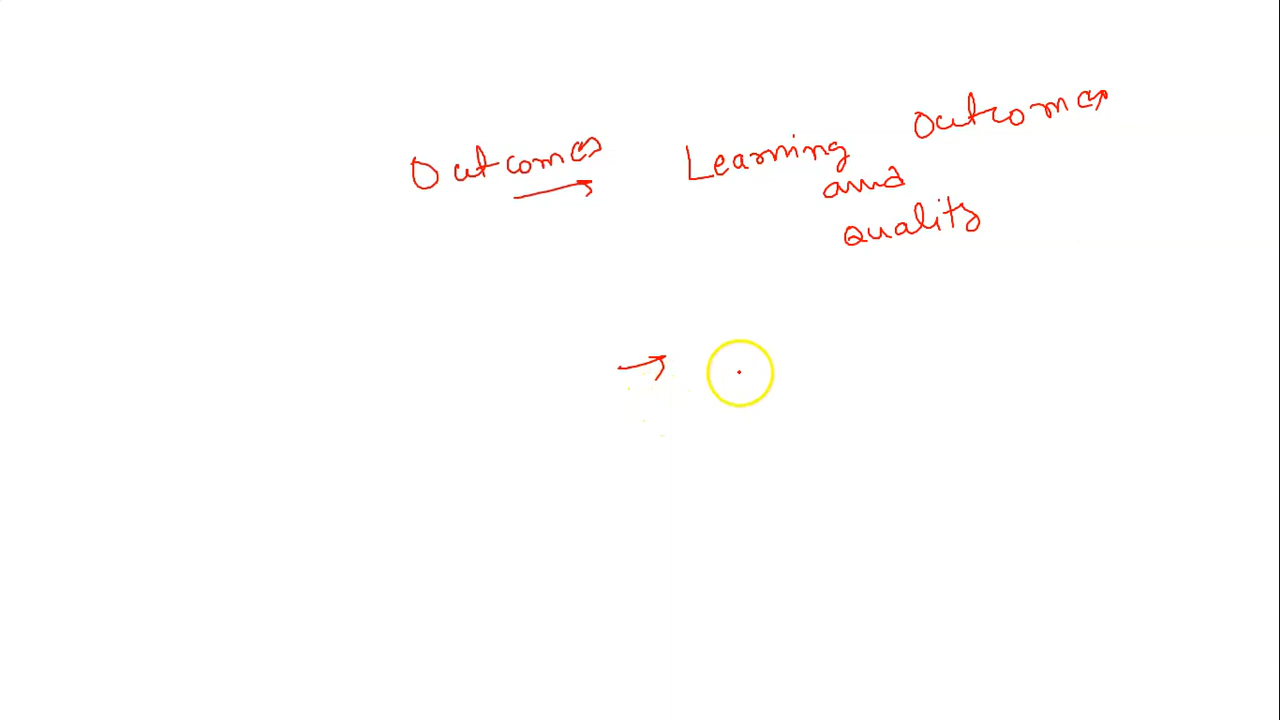 Outcomes → Learning Outcomes
and
quality
→